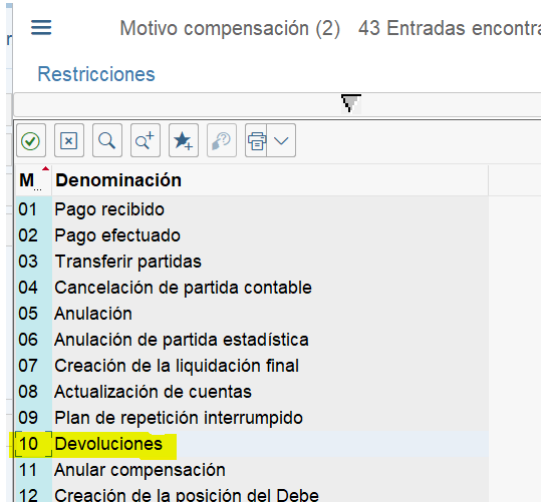 Motivo compensación (2) 43 Entradas
Restricciones
M... Denominación
01 Pago recibido
02 Pago efectuado
03 Transferir partidas
04 Cancelación de partida contable
05 Anulación
06 Anulación de partida estadística
07 Creación de la liquidación final
08 Actualización de cuentas
09 Plan de repetición interrumpido
10 Devoluciones
11 Anular compensación
12 Creación de la posición del Debe